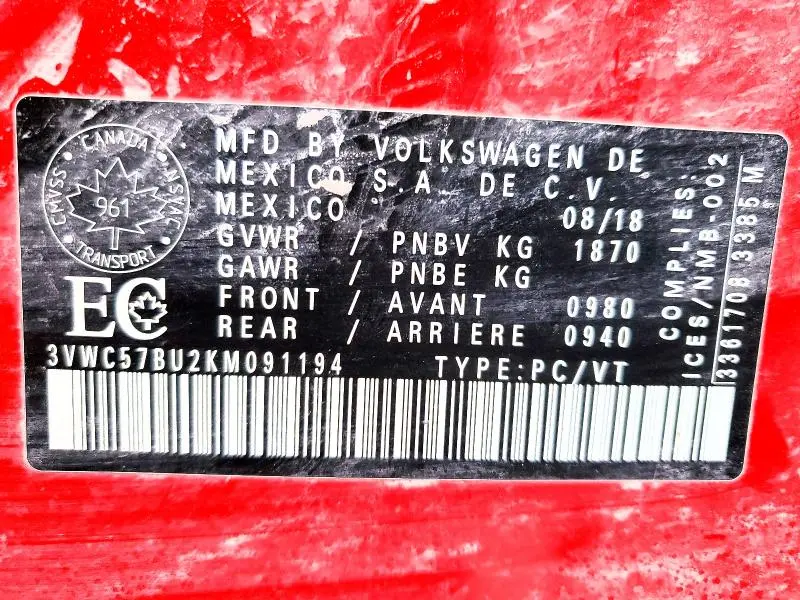 CANADA
CMVSS NSVAC
961
TRANSPORT
EC
MFD BY VOLKSWAGEN DE
MEXICO S.A. DE C.V.
MEXICO 08/18
GVWR / PNBV KG 1870
GAWR / PNBE KG
FRONT / AVANT 0980
REAR / ARRIERE 0940
3VWC57BU2KM091194 TYPE:PC/VT
COMPLIES:
ICES/NMB-002
3361708 3385 M